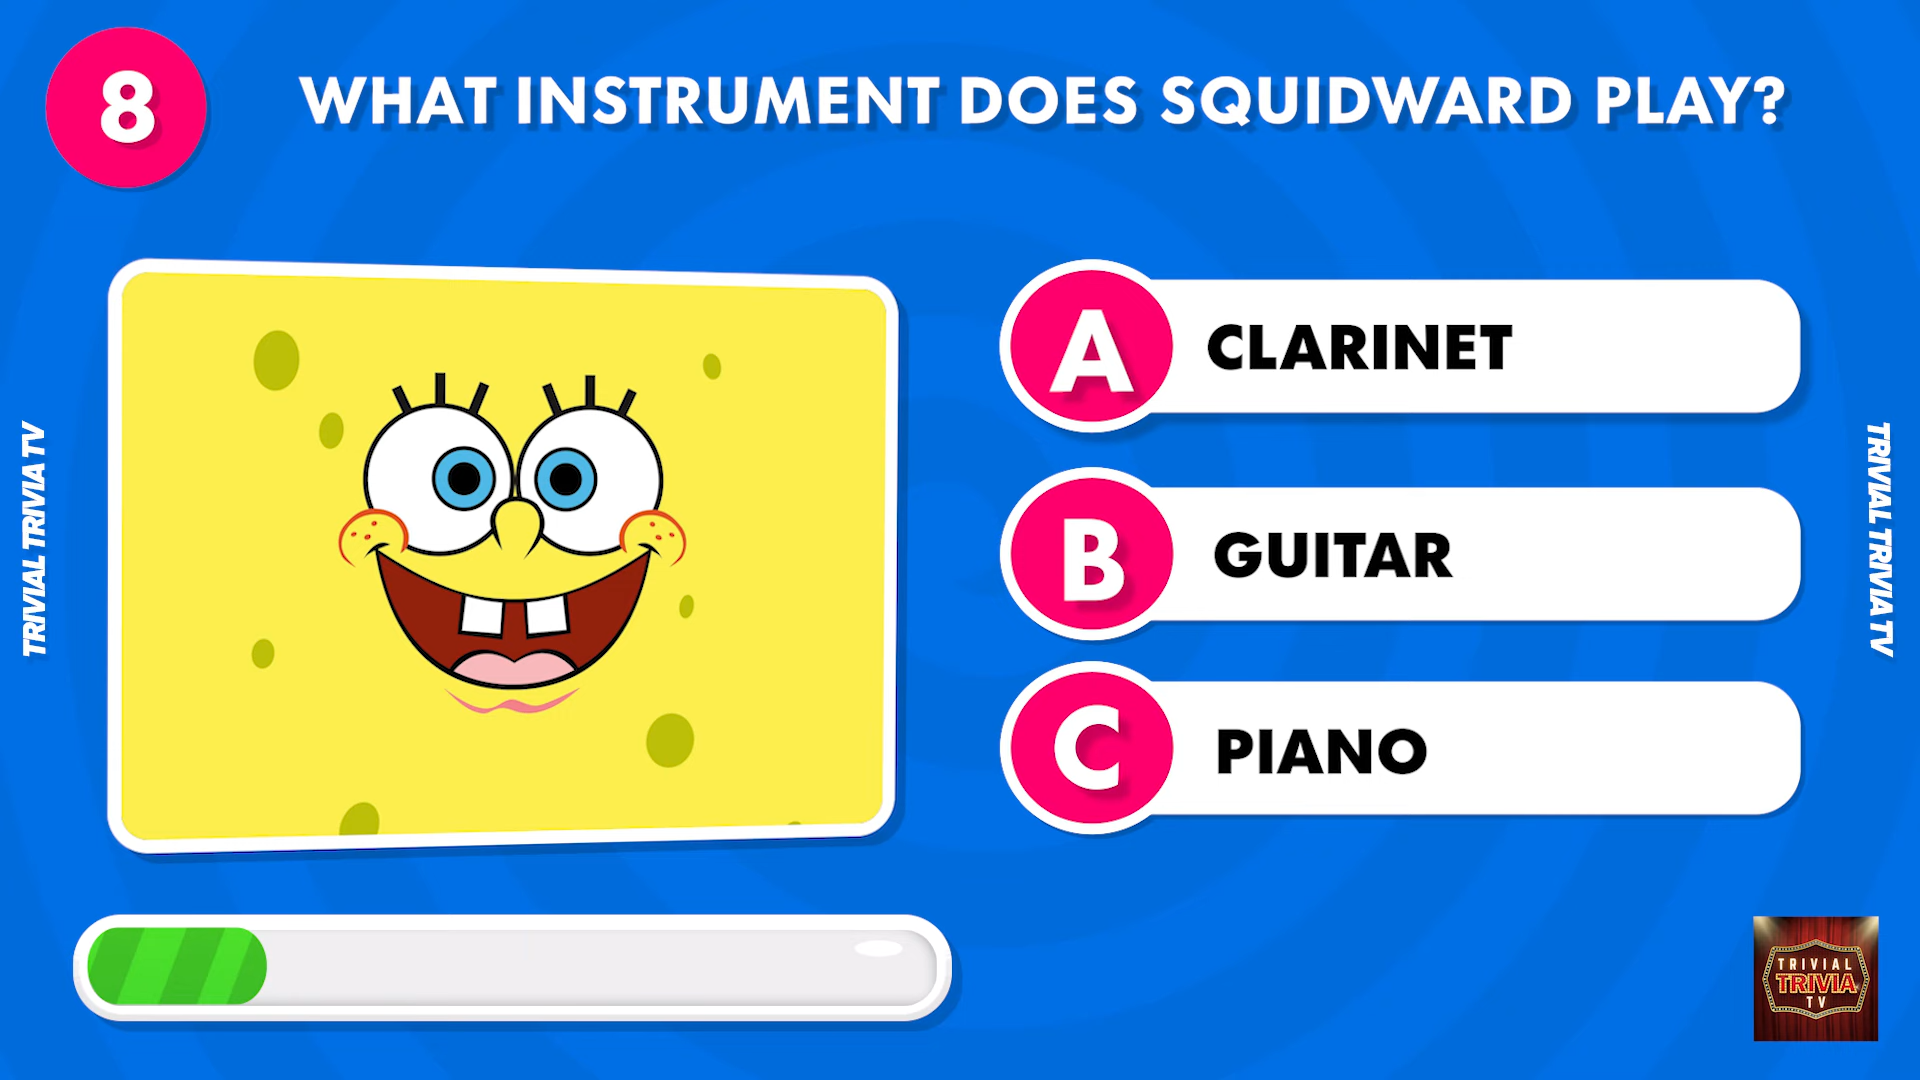 8
WHAT INSTRUMENT DOES SQUIDWARD PLAY?
A CLARINET
B GUITAR
C PIANO
TRIVIAL TRIVIA TV
TRIVIAL TRIVIA TV
TRIVIAL
TRIVIA
TV